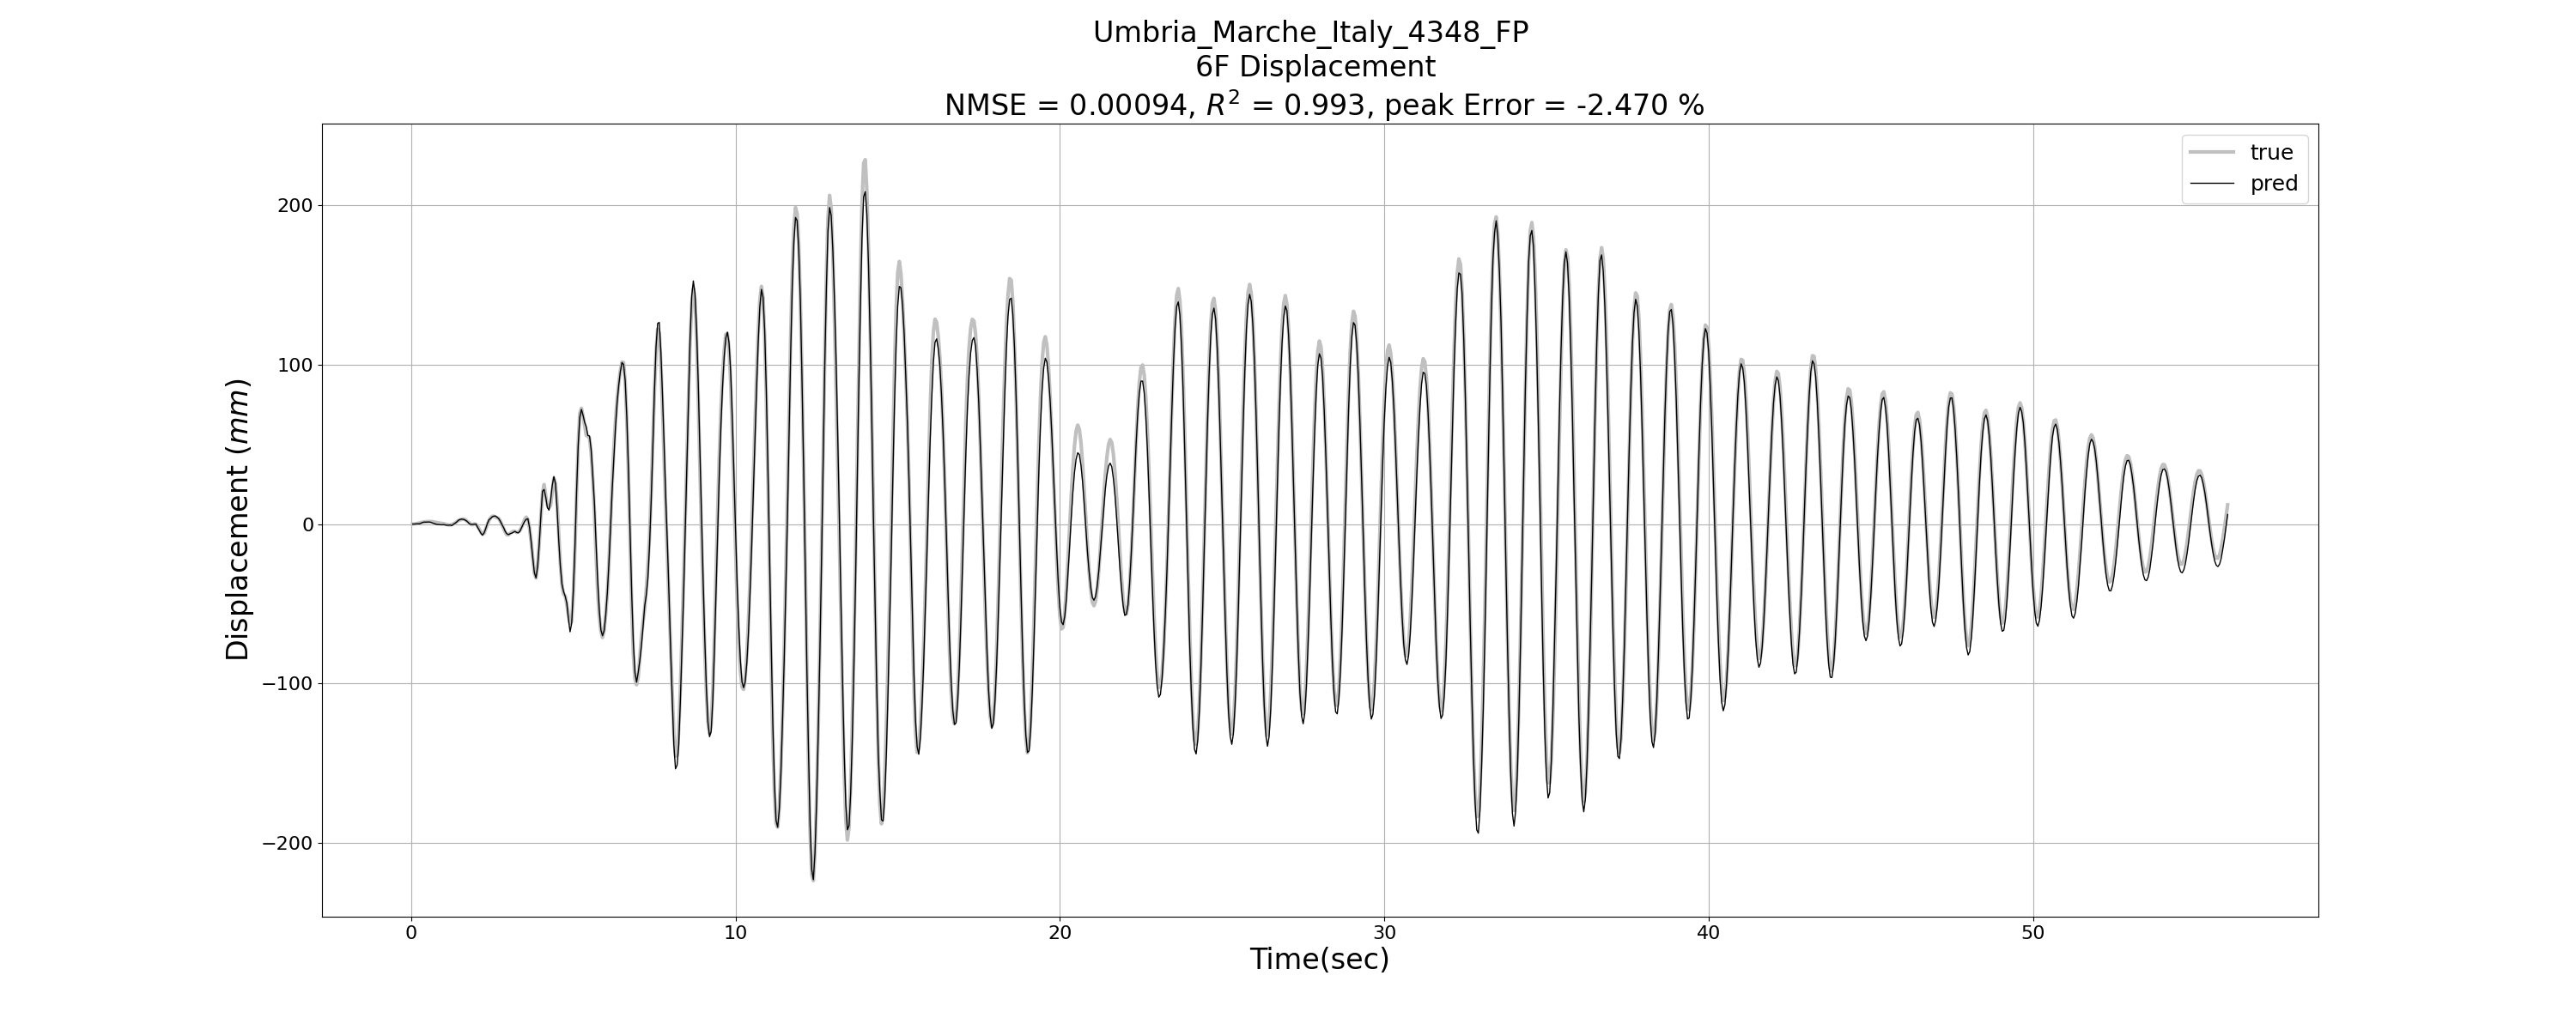 Umbria_Marche_Italy_4348_FP
6F Displacement
NMSE = 0.00094, R² = 0.993, peak Error = -2.470 %
true
pred
200
100
0
−100
−200
Displacement (mm)
0 10 20 30 40 50
Time(sec)